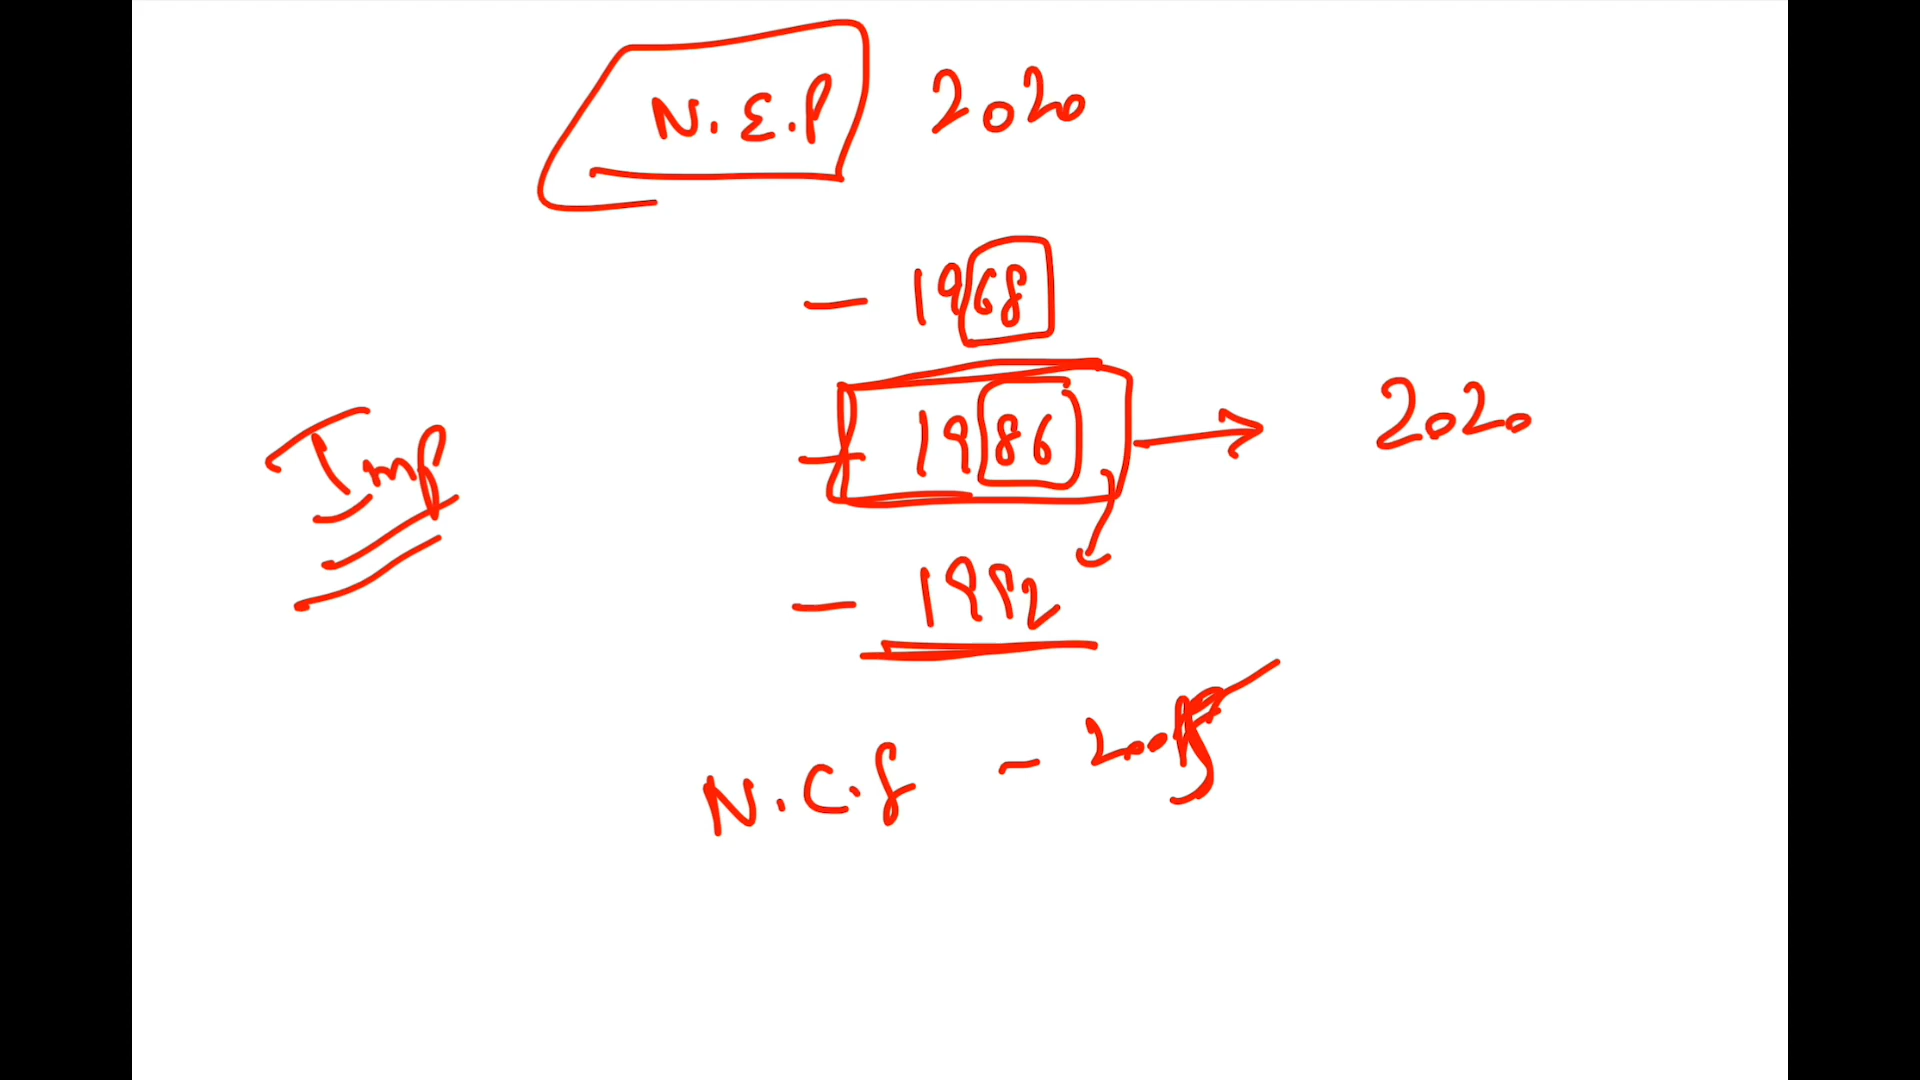 N.E.P 2020
- 1968
Imp
- 1986 → 2020
- 1992
N.C.f - 2005